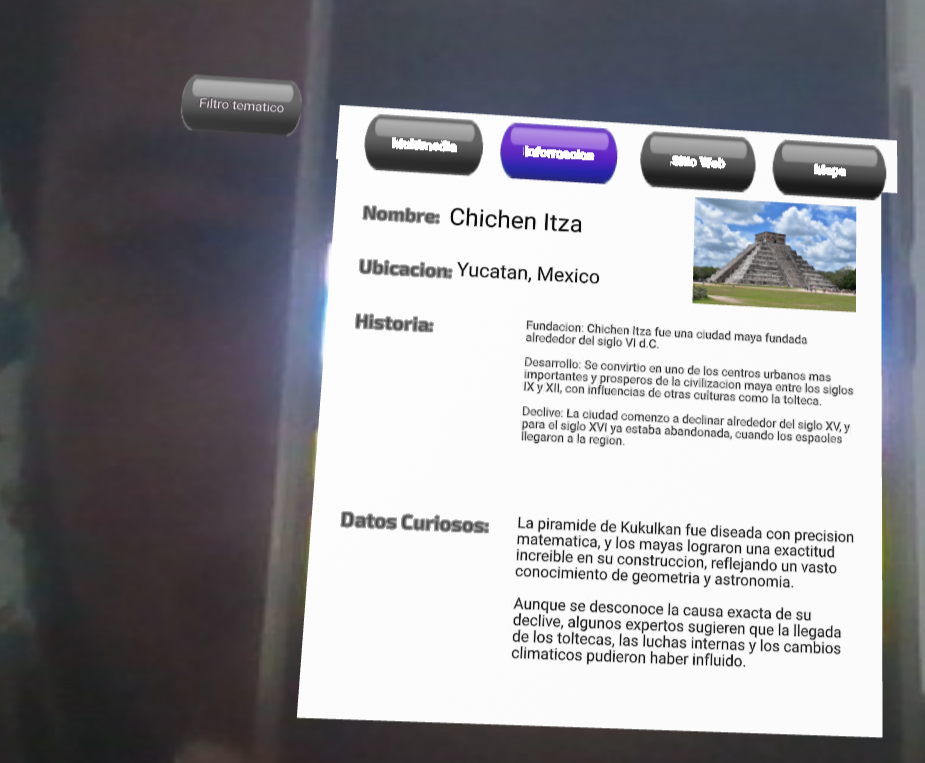 Filtro tematico
Multimedia
Informacion
Sitio Web
Mapa
Nombre: Chichen Itza
Ubicacion: Yucatan, Mexico
Historia:
Fundacion: Chichen Itza fue una ciudad maya fundada
alrededor del siglo VI d.C.
Desarrollo: Se convirtio en uno de los centros urbanos mas
importantes y prosperos de la civilizacion maya entre los siglos
IX y XII, con influencias de otras culturas como la tolteca.
Declive: La ciudad comenzo a declinar alrededor del siglo XV, y
para el siglo XVI ya estaba abandonada, cuando los espaoles
llegaron a la region.
Datos Curiosos:
La piramide de Kukulkan fue diseada con precision
matematica, y los mayas lograron una exactitud
increible en su construccion, reflejando un vasto
conocimiento de geometria y astronomia.
Aunque se desconoce la causa exacta de su
declive, algunos expertos sugieren que la llegada
de los toltecas, las luchas internas y los cambios
climaticos pudieron haber influido.